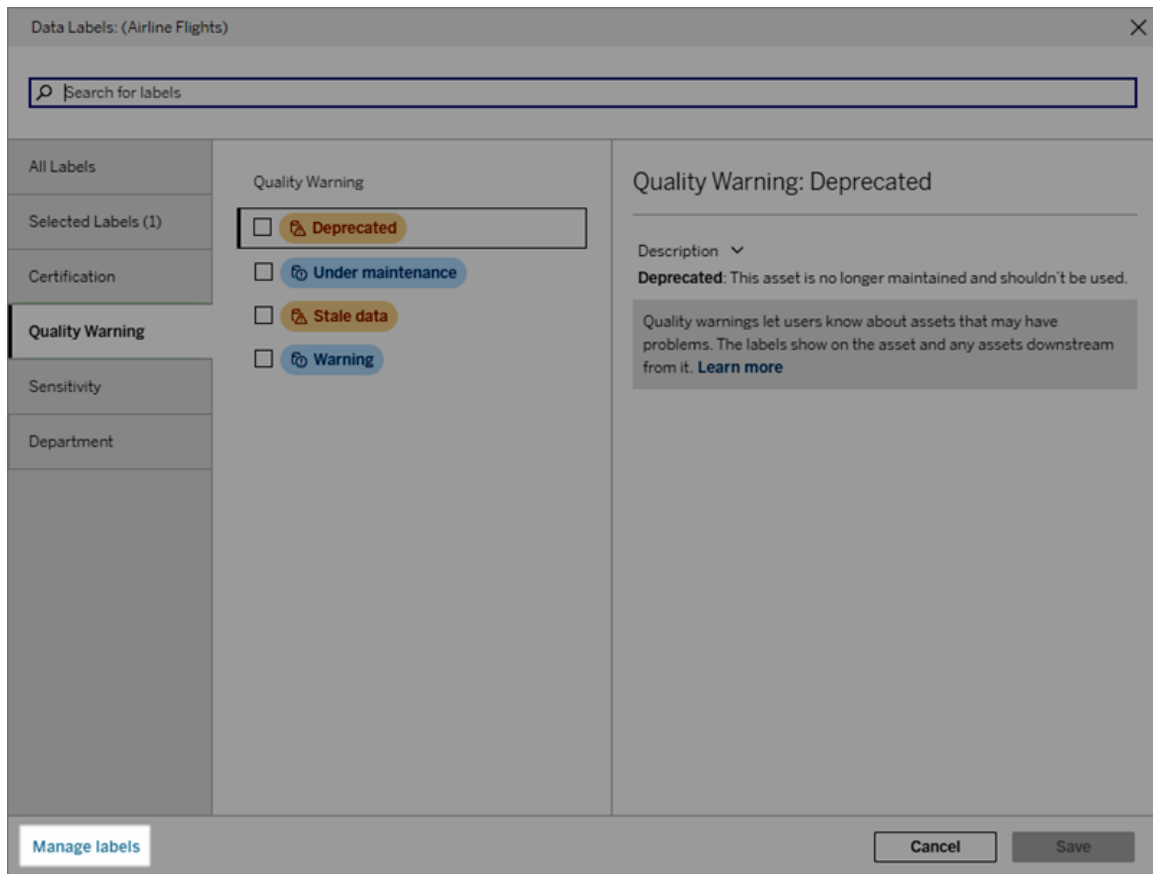 Data Labels: (Airline Flights)
Search for labels
All Labels
Selected Labels (1)
Certification
Quality Warning
Sensitivity
Department
Quality Warning
Deprecated
Under maintenance
Stale data
Warning
Quality Warning: Deprecated
Description
Deprecated: This asset is no longer maintained and shouldn't be used.
Quality warnings let users know about assets that may have
problems. The labels show on the asset and any assets downstream
from it. Learn more
Manage labels
Cancel
Save